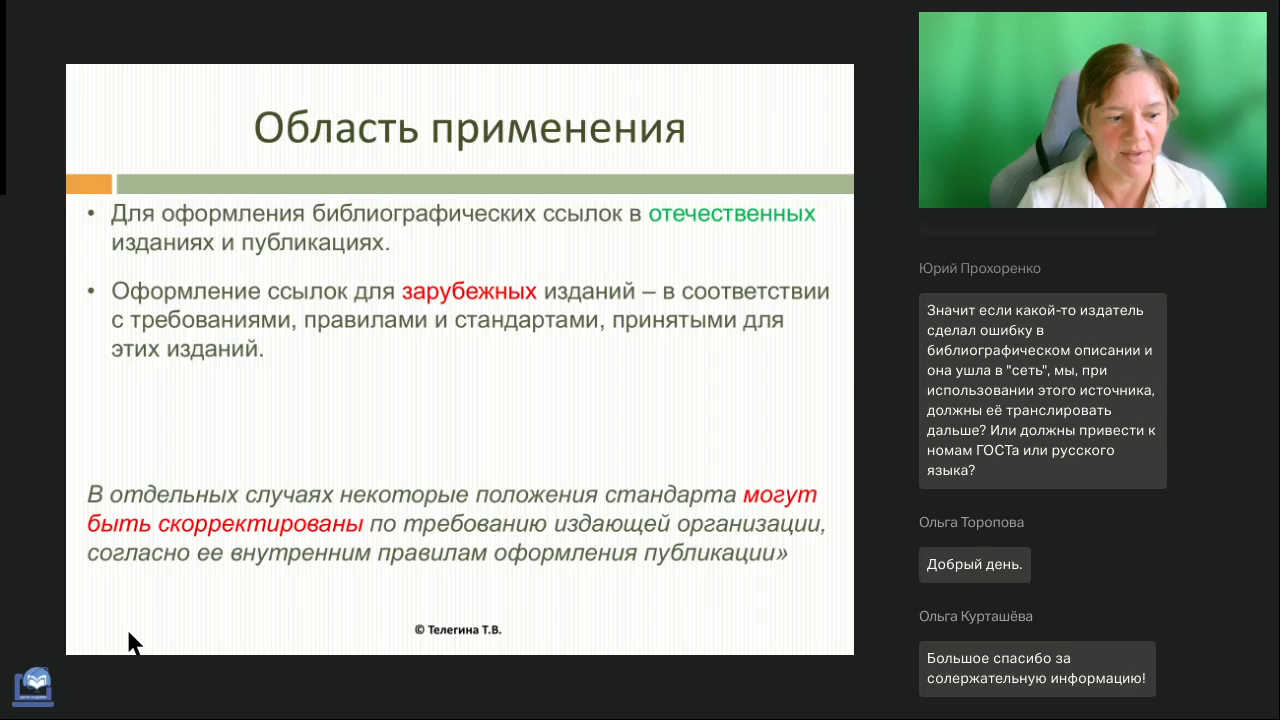 Область применения
• Для оформления библиографических ссылок в отечественных
изданиях и публикациях.
• Оформление ссылок для зарубежных изданий – в соответствии
с требованиями, правилами и стандартами, принятыми для
этих изданий.
В отдельных случаях некоторые положения стандарта могут
быть скорректированы по требованию издающей организации,
согласно ее внутренним правилам оформления публикации»
© Телегина Т.В.
Юрий Прохоренко
Значит если какой-то издатель
сделал ошибку в
библиографическом описании и
она ушла в "сеть", мы, при
использовании этого источника,
должны её транслировать
дальше? Или должны привести к
номам ГОСТа или русского
языка?
Ольга Торопова
Добрый день.
Ольга Курташёва
Большое спасибо за
солержательную информацию!